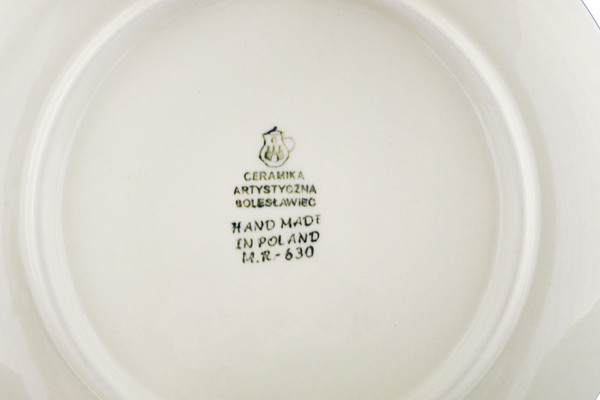 CERAMIKA
ARTYSTYCZNA
BOLESŁAWIEC
HAND MADE
IN POLAND
M.R.-630